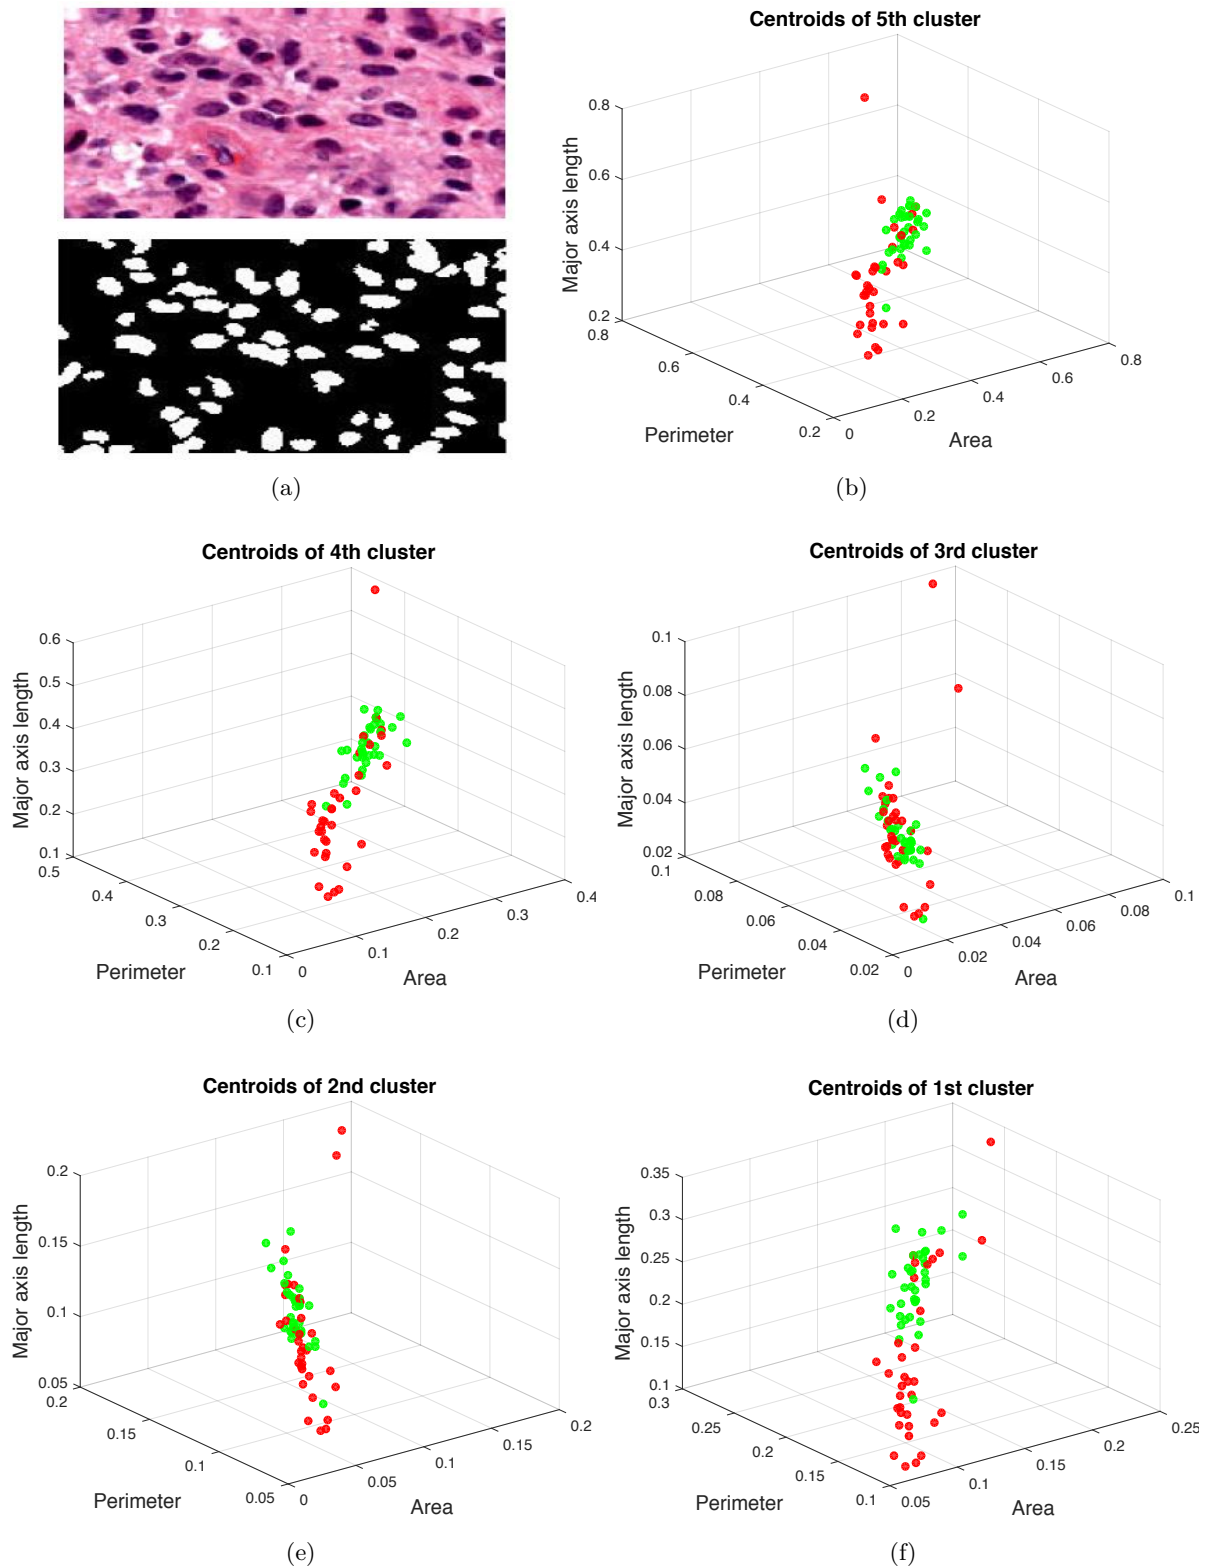 Centroids of 5th cluster
Major axis length
0.8
0.6
0.4
0.2
0.8
0.6
0.4
0.2
0
0.2
0.4
0.6
0.8
Perimeter
Area
(a)
(b)
Centroids of 4th cluster
Major axis length
0.6
0.5
0.4
0.3
0.2
0.1
0.5
0.4
0.3
0.2
0.1
0
0.1
0.2
0.3
0.4
Perimeter
Area
(c)
Centroids of 3rd cluster
Major axis length
0.1
0.08
0.06
0.04
0.02
0.1
0.08
0.06
0.04
0.02
0
0.02
0.04
0.06
0.08
0.1
Perimeter
Area
(d)
Centroids of 2nd cluster
Major axis length
0.2
0.15
0.1
0.05
0.2
0.15
0.1
0.05
0
0.05
0.1
0.15
0.2
Perimeter
Area
(e)
Centroids of 1st cluster
Major axis length
0.35
0.3
0.25
0.2
0.15
0.1
0.3
0.25
0.2
0.15
0.1
0.05
0.1
0.15
0.2
0.25
Perimeter
Area
(f)